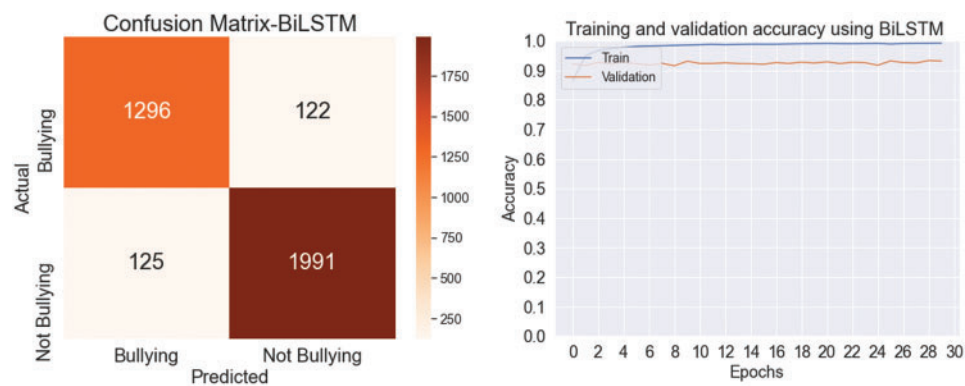 Confusion Matrix-BiLSTM
Actual
Bullying
Not Bullying
1296
122
125
1991
Bullying
Not Bullying
Predicted
1750
1500
1250
1000
750
500
250
Training and validation accuracy using BiLSTM
Train
Validation
Accuracy
1.0
0.9
0.8
0.7
0.6
0.5
0.4
0.3
0.2
0.1
0.0
0 2 4 6 8 10 12 14 16 18 20 22 24 26 28 30
Epochs